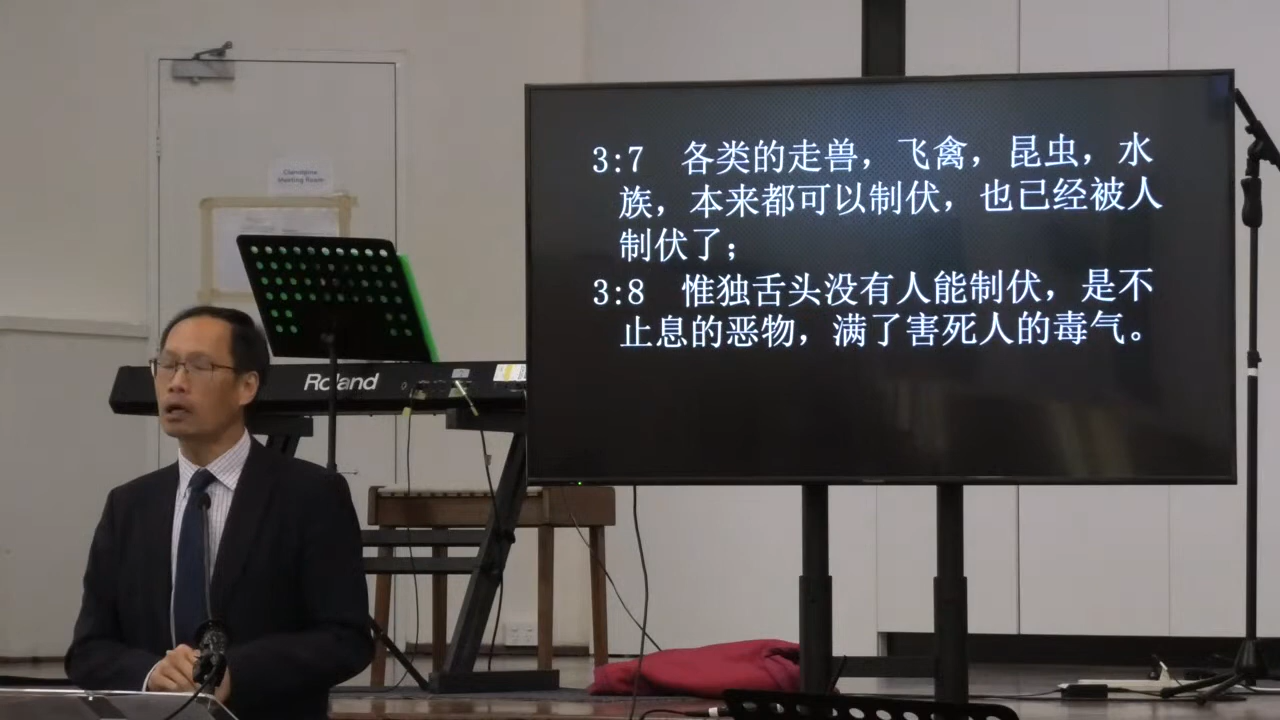 3:7 各类的走兽，飞禽，昆虫，水
族，本来都可以制伏，也已经被人
制伏了；
3:8 惟独舌头没有人能制伏，是不
止息的恶物，满了害死人的毒气。
Meeting Room
Roland